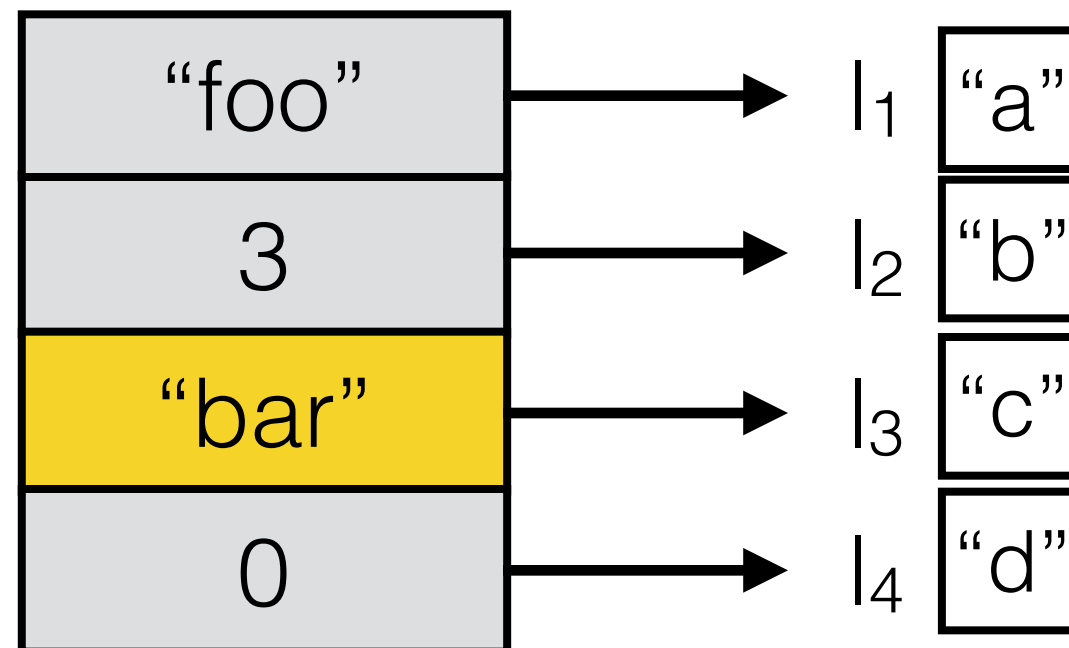 “foo” l₁ “a”
3 l₂ “b”
“bar” l₃ “c”
0 l₄ “d”